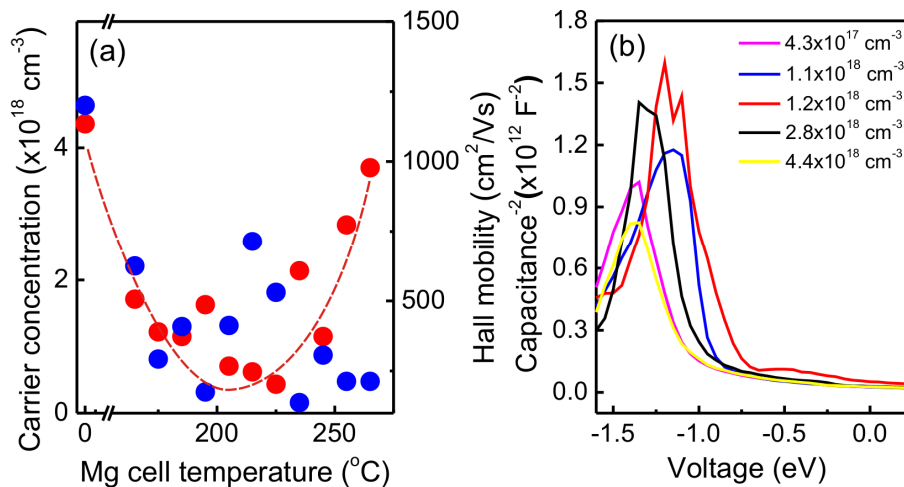 (a)
Carrier concentration (x10¹⁸ cm⁻³)
4
2
0
0
200
250
Mg cell temperature (°C)
1500
1000
500
Hall mobility (cm²/Vs)
(b)
Capacitance⁻²(x10¹² F⁻²)
1.8
1.5
1.2
0.9
0.6
0.3
0.0
-1.5
-1.0
-0.5
0.0
Voltage (eV)
4.3x10¹⁷ cm⁻³
1.1x10¹⁸ cm⁻³
1.2x10¹⁸ cm⁻³
2.8x10¹⁸ cm⁻³
4.4x10¹⁸ cm⁻³